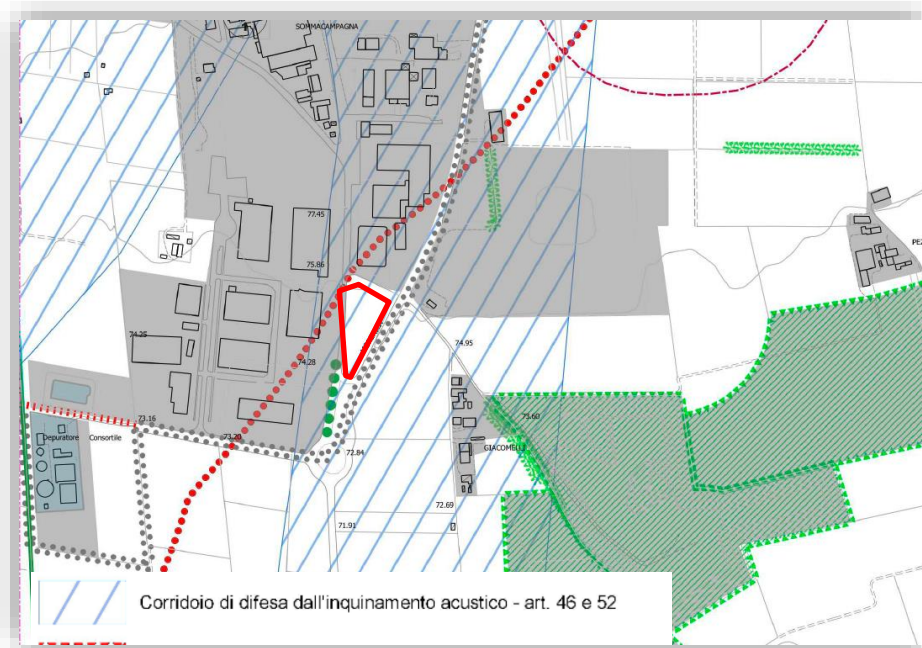 SOMMACAMPAGNA
77.45
75.86
74.25
74.28
74.95
73.16
73.20
73.60
Depuratore Consortile
72.84
GIACOMELLI
72.69
71.91
PEZ
Corridoio di difesa dall'inquinamento acustico - art. 46 e 52